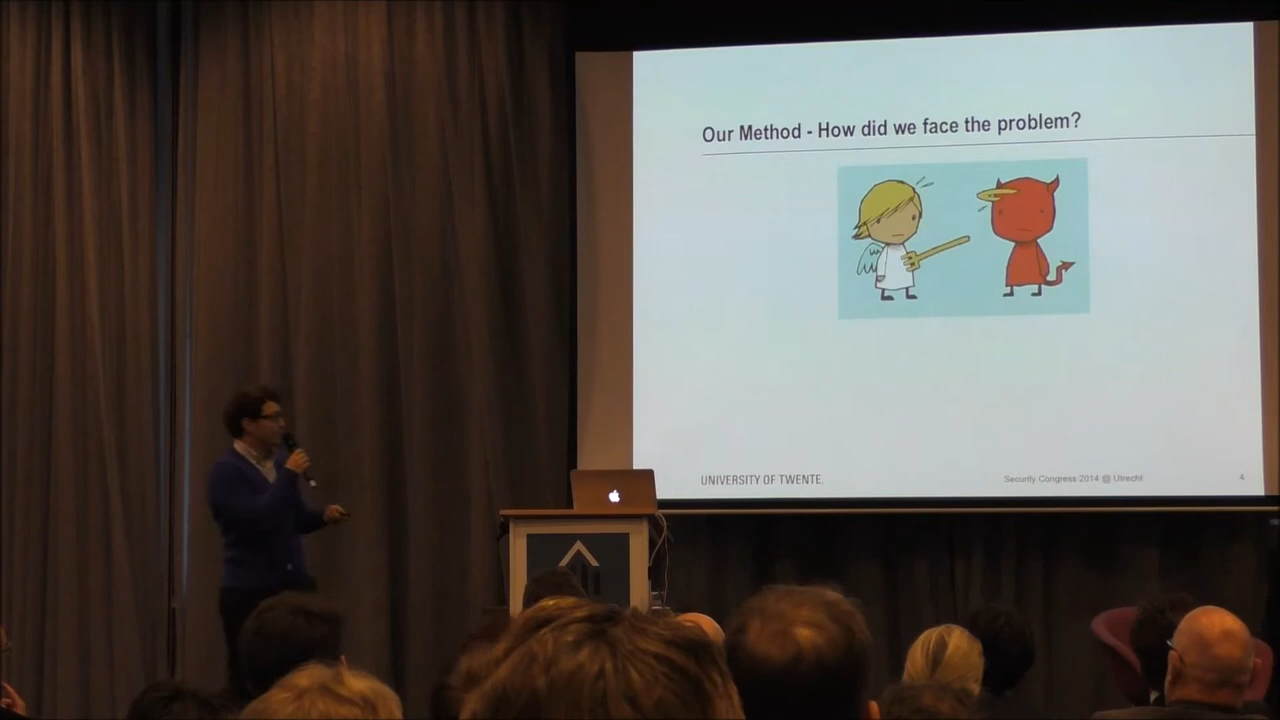 Our Method - How did we face the problem?
UNIVERSITY OF TWENTE.
Security Congress 2014 @ Utrecht
4